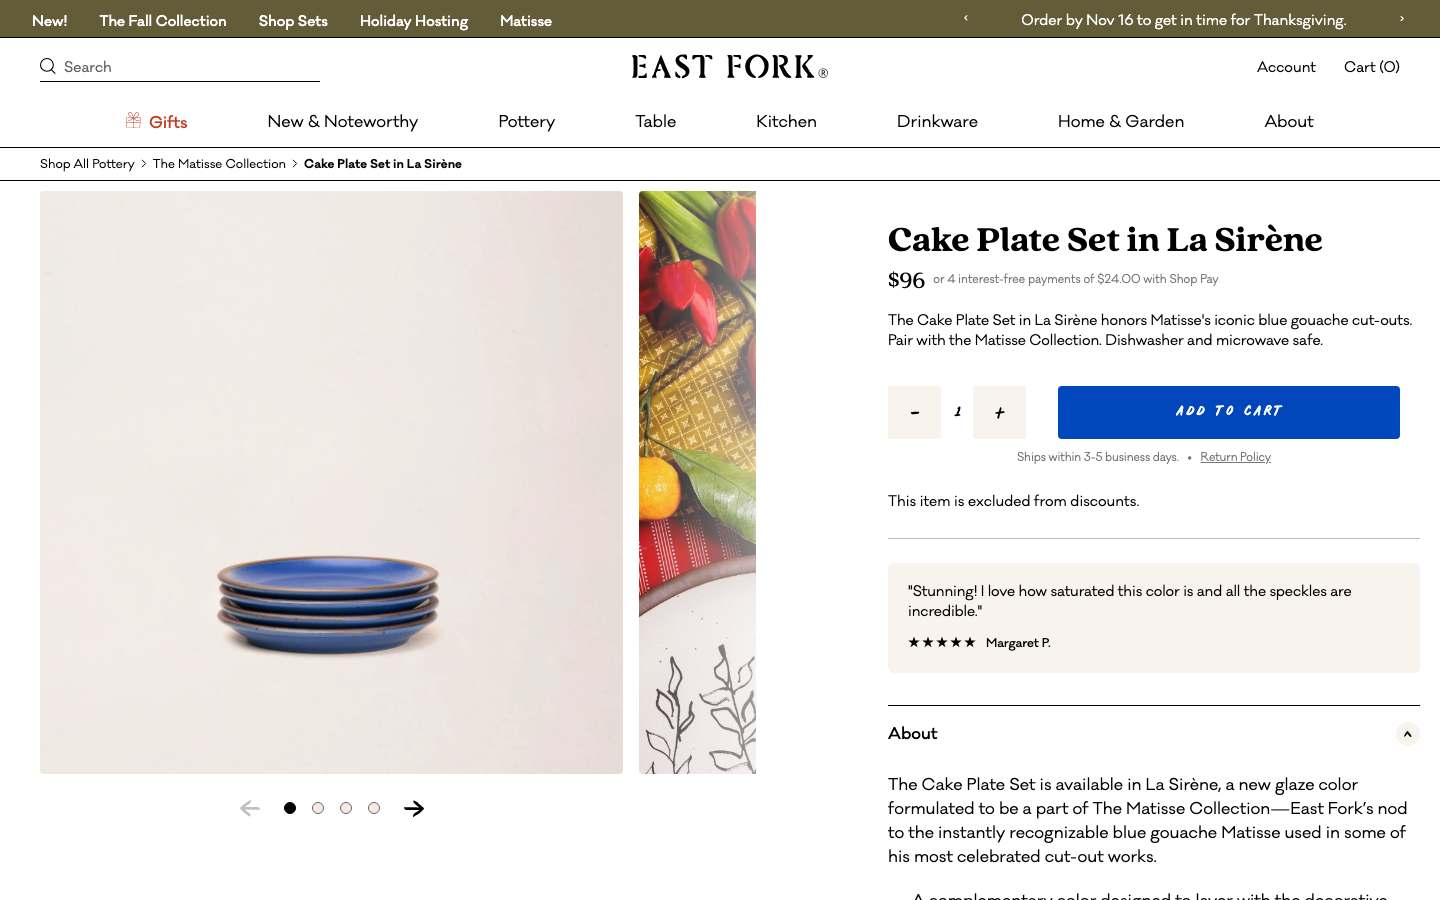 New! The Fall Collection Shop Sets Holiday Hosting Matisse
‹ Order by Nov 16 to get in time for Thanksgiving. ›
Search
EAST FORK®
Account Cart (0)
Gifts New & Noteworthy Pottery Table Kitchen Drinkware Home & Garden About
Shop All Pottery > The Matisse Collection > Cake Plate Set in La Sirène
Cake Plate Set in La Sirène
$96 or 4 interest-free payments of $24.00 with Shop Pay
The Cake Plate Set in La Sirène honors Matisse's iconic blue gouache cut-outs.
Pair with the Matisse Collection. Dishwasher and microwave safe.
- 1 + ADD TO CART
Ships within 3-5 business days. • Return Policy
This item is excluded from discounts.
"Stunning! I love how saturated this color is and all the speckles are
incredible."
★★★★★ Margaret P.
About
The Cake Plate Set is available in La Sirène, a new glaze color
formulated to be a part of The Matisse Collection—East Fork’s nod
to the instantly recognizable blue gouache Matisse used in some of
his most celebrated cut-out works.
A complementary color designed to layer with the decorative